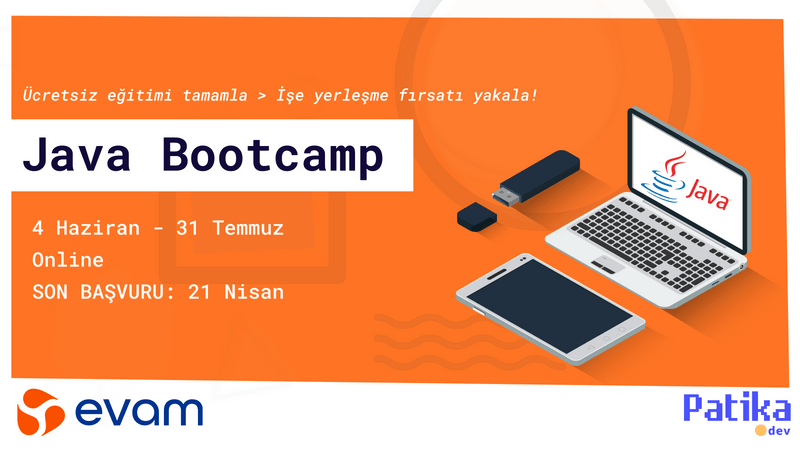 Ücretsiz eğitimi tamamla > İşe yerleşme fırsatı yakala!
Java Bootcamp
4 Haziran - 31 Temmuz
Online
SON BAŞVURU: 21 Nisan
Java
evam
Patika
dev